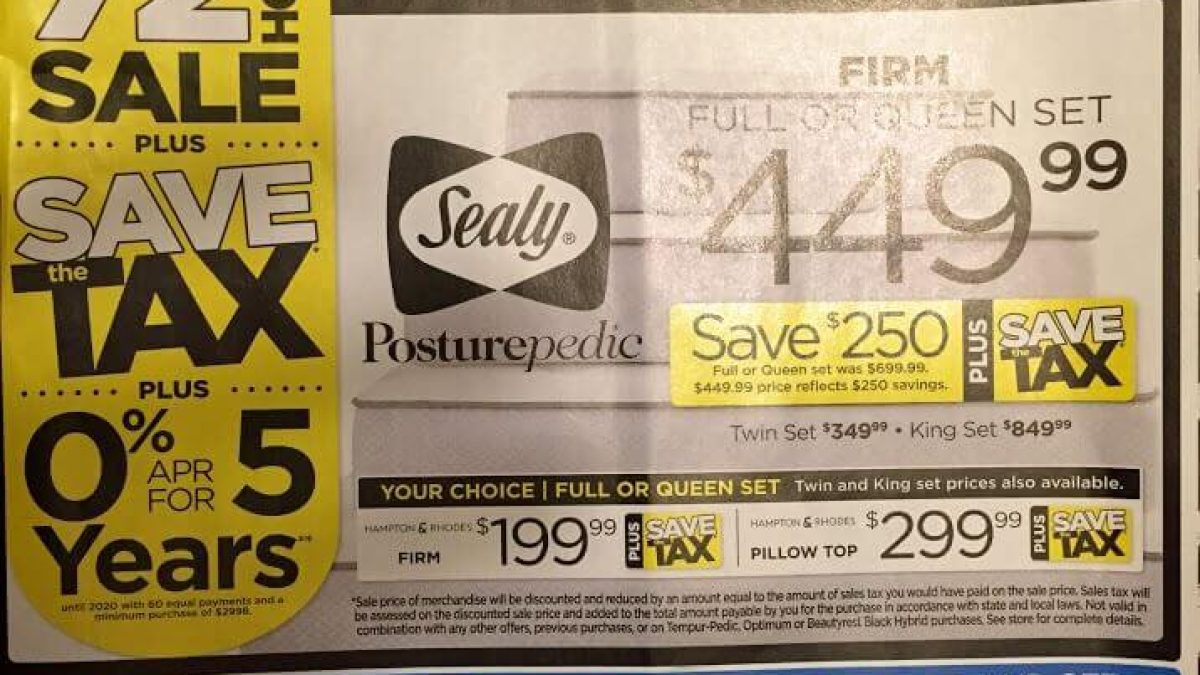 72 HO
SALE
PLUS
SAVE
the
TAX*
PLUS
0% APR FOR 5
Years
until 2020 with 60 equal payments and a
minimum purchase of $2998.
Sealy®
Posturepedic
FIRM
FULL OR QUEEN SET
$449.99
Save $250
Full or Queen set was $699.99.
$449.99 price reflects $250 savings.
PLUS
SAVE
the TAX
Twin Set $349.99 • King Set $849.99
YOUR CHOICE | FULL OR QUEEN SET Twin and King set prices also available.
HAMPTON & RHODES
FIRM
$199.99
PLUS
SAVE
the TAX
HAMPTON & RHODES
PILLOW TOP
$299.99
PLUS
SAVE
the TAX
*Sale price of merchandise will be discounted and reduced by an amount equal to the amount of sales tax you would have paid on the sale price. Sales tax will
be assessed on the discounted sale price and added to the total amount payable by you for the purchase in accordance with state and local laws. Not valid in
combination with any other offers, previous purchases, or on Tempur-Pedic, Optimum or Beautyrest Black Hybrid purchases. See store for complete details.